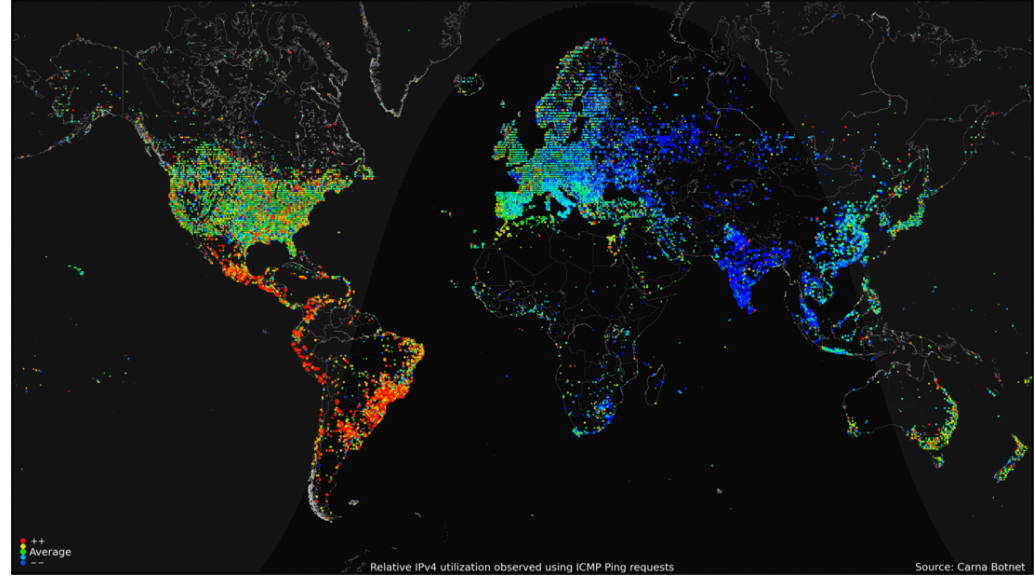 ++
Average
--
Relative IPv4 utilization observed using ICMP Ping requests
Source: Carna Botnet